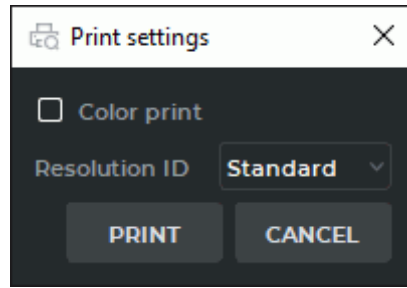 Print settings
Color print
Resolution ID Standard
PRINT CANCEL